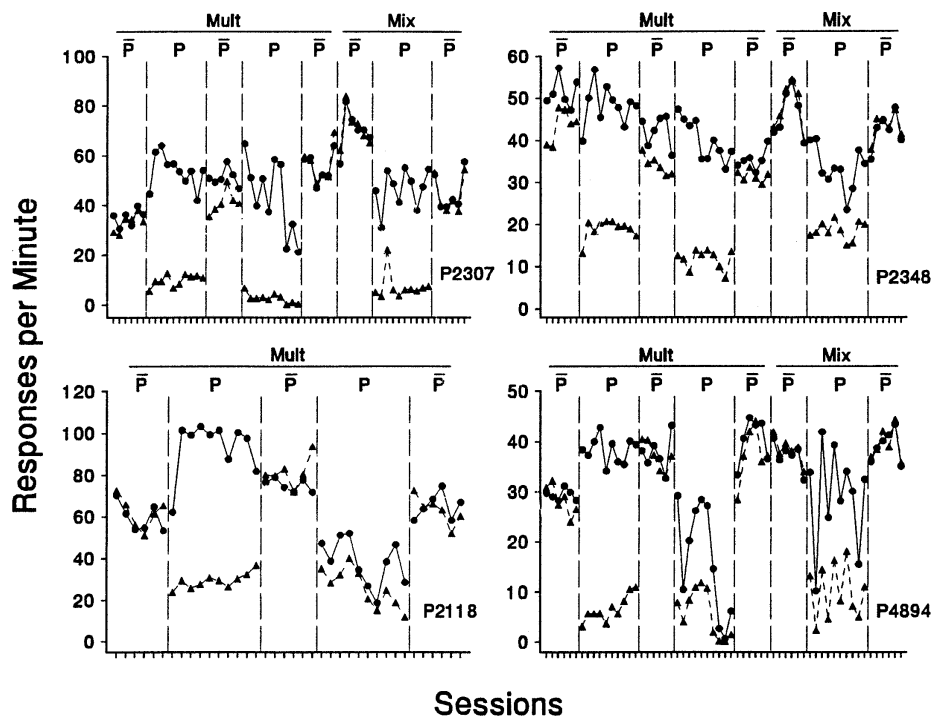 Mult Mix
P̅ P P̅ P P̅ P̅ P P̅
100
80
60
40
20
0
P2307
Mult Mix
P̅ P P̅ P P̅ P̅ P P̅
60
50
40
30
20
10
0
P2348
Responses per Minute
Mult
P̅ P P̅ P P̅
120
100
80
60
40
20
0
P2118
Mult Mix
P̅ P P̅ P P̅ P̅ P P̅
50
40
30
20
10
0
P4894
Sessions